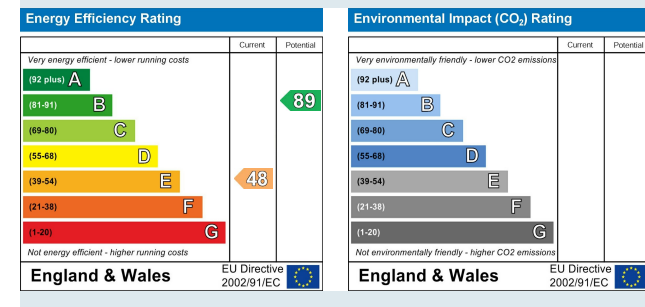 Energy Efficiency Rating
Current Potential
Very energy efficient - lower running costs
(92 plus) A
(81-91) B
89
(69-80) C
(55-68) D
(39-54) E
48
(21-38) F
(1-20) G
Not energy efficient - higher running costs
England & Wales
EU Directive
2002/91/EC
Environmental Impact (CO₂) Rating
Current Potential
Very environmentally friendly - lower CO2 emissions
(92 plus) A
(81-91) B
(69-80) C
(55-68) D
(39-54) E
(21-38) F
(1-20) G
Not environmentally friendly - higher CO2 emissions
England & Wales
EU Directive
2002/91/EC